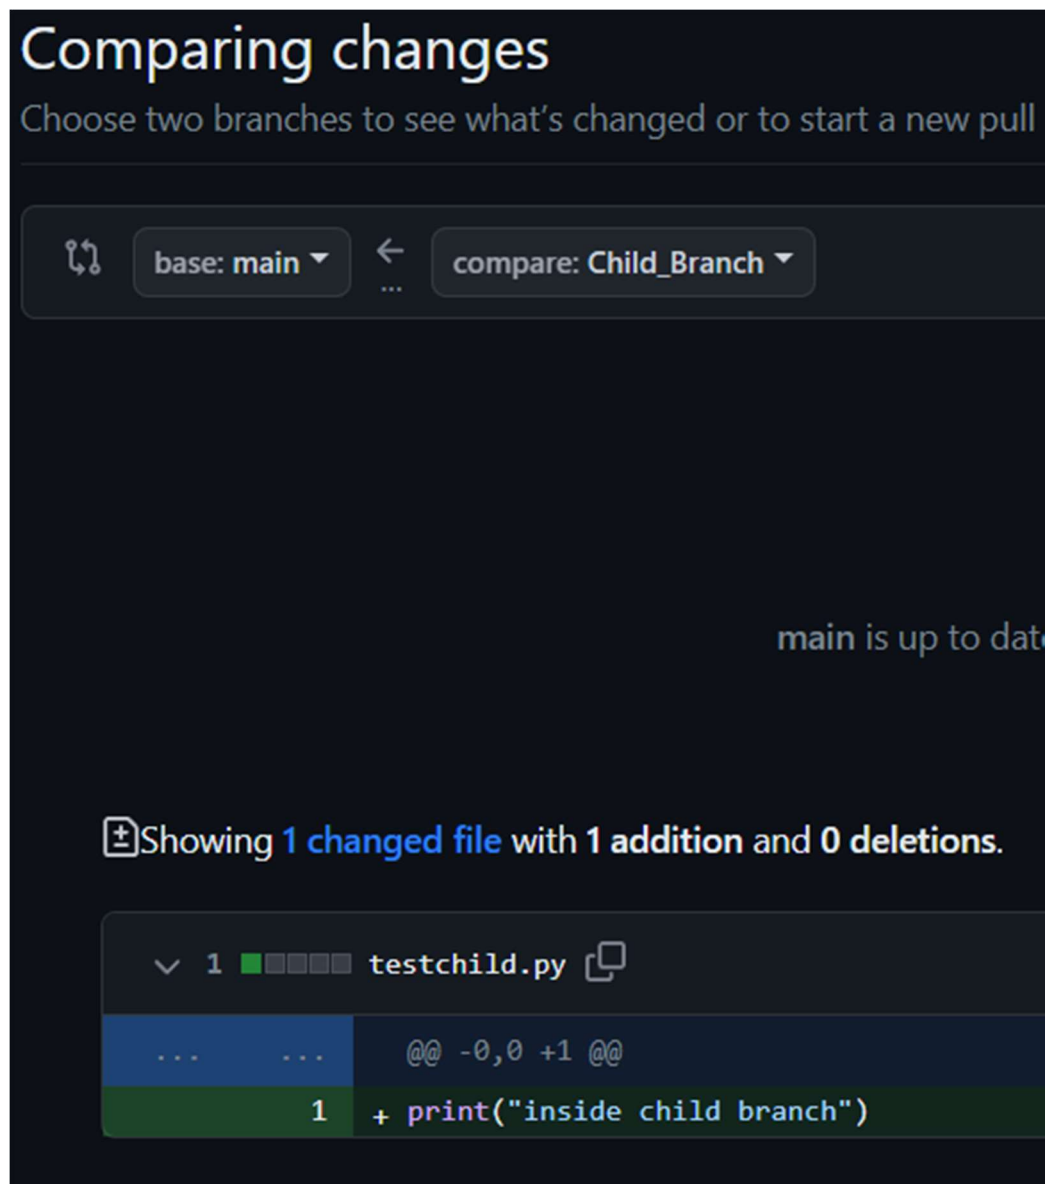 Comparing changes
Choose two branches to see what's changed or to start a new pull
base: main ← compare: Child_Branch
...
main is up to date
Showing 1 changed file with 1 addition and 0 deletions.
1 testchild.py
... ... @@ -0,0 +1 @@
1 + print("inside child branch")